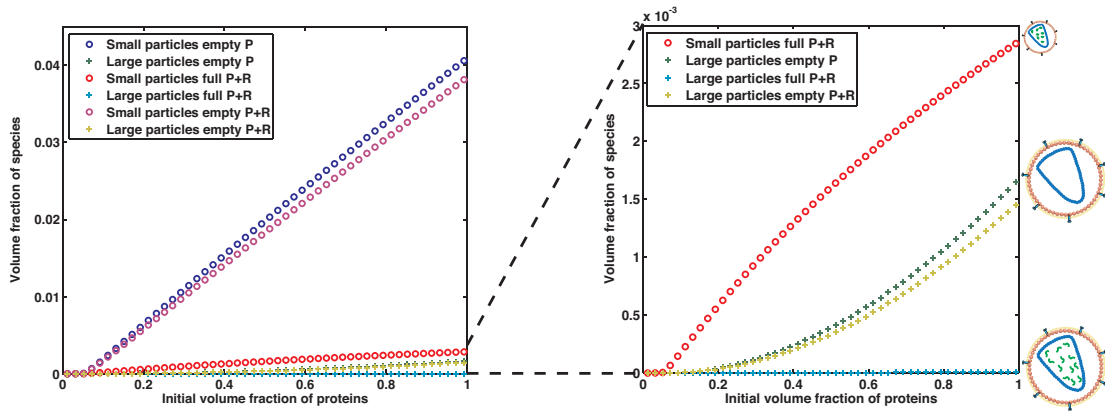 Small particles empty P
Large particles empty P
Small particles full P+R
Large particles full P+R
Small particles empty P+R
Large particles empty P+R
0.04
0.03
0.02
0.01
0
0 0.2 0.4 0.6 0.8 1
Volume fraction of species
Initial volume fraction of proteins
x 10⁻³
Small particles full P+R
Large particles empty P
Large particles full P+R
Large particles empty P+R
3
2.5
2
1.5
1
0.5
0
0 0.2 0.4 0.6 0.8 1
Volume fraction of species
Initial volume fraction of proteins